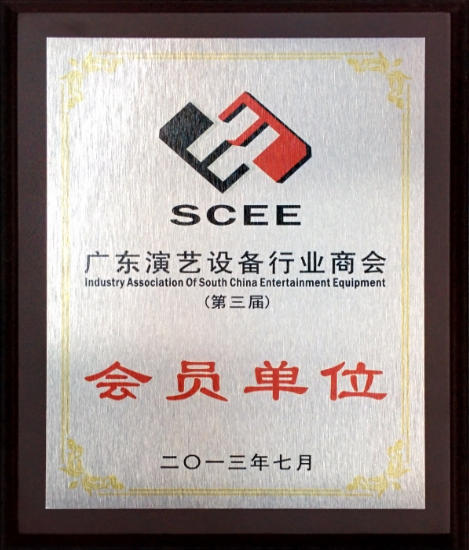 SCEE
广东演艺设备行业商会
Industry Association Of South China Entertainment Equipment
(第三届)
会员单位
二〇一三年七月